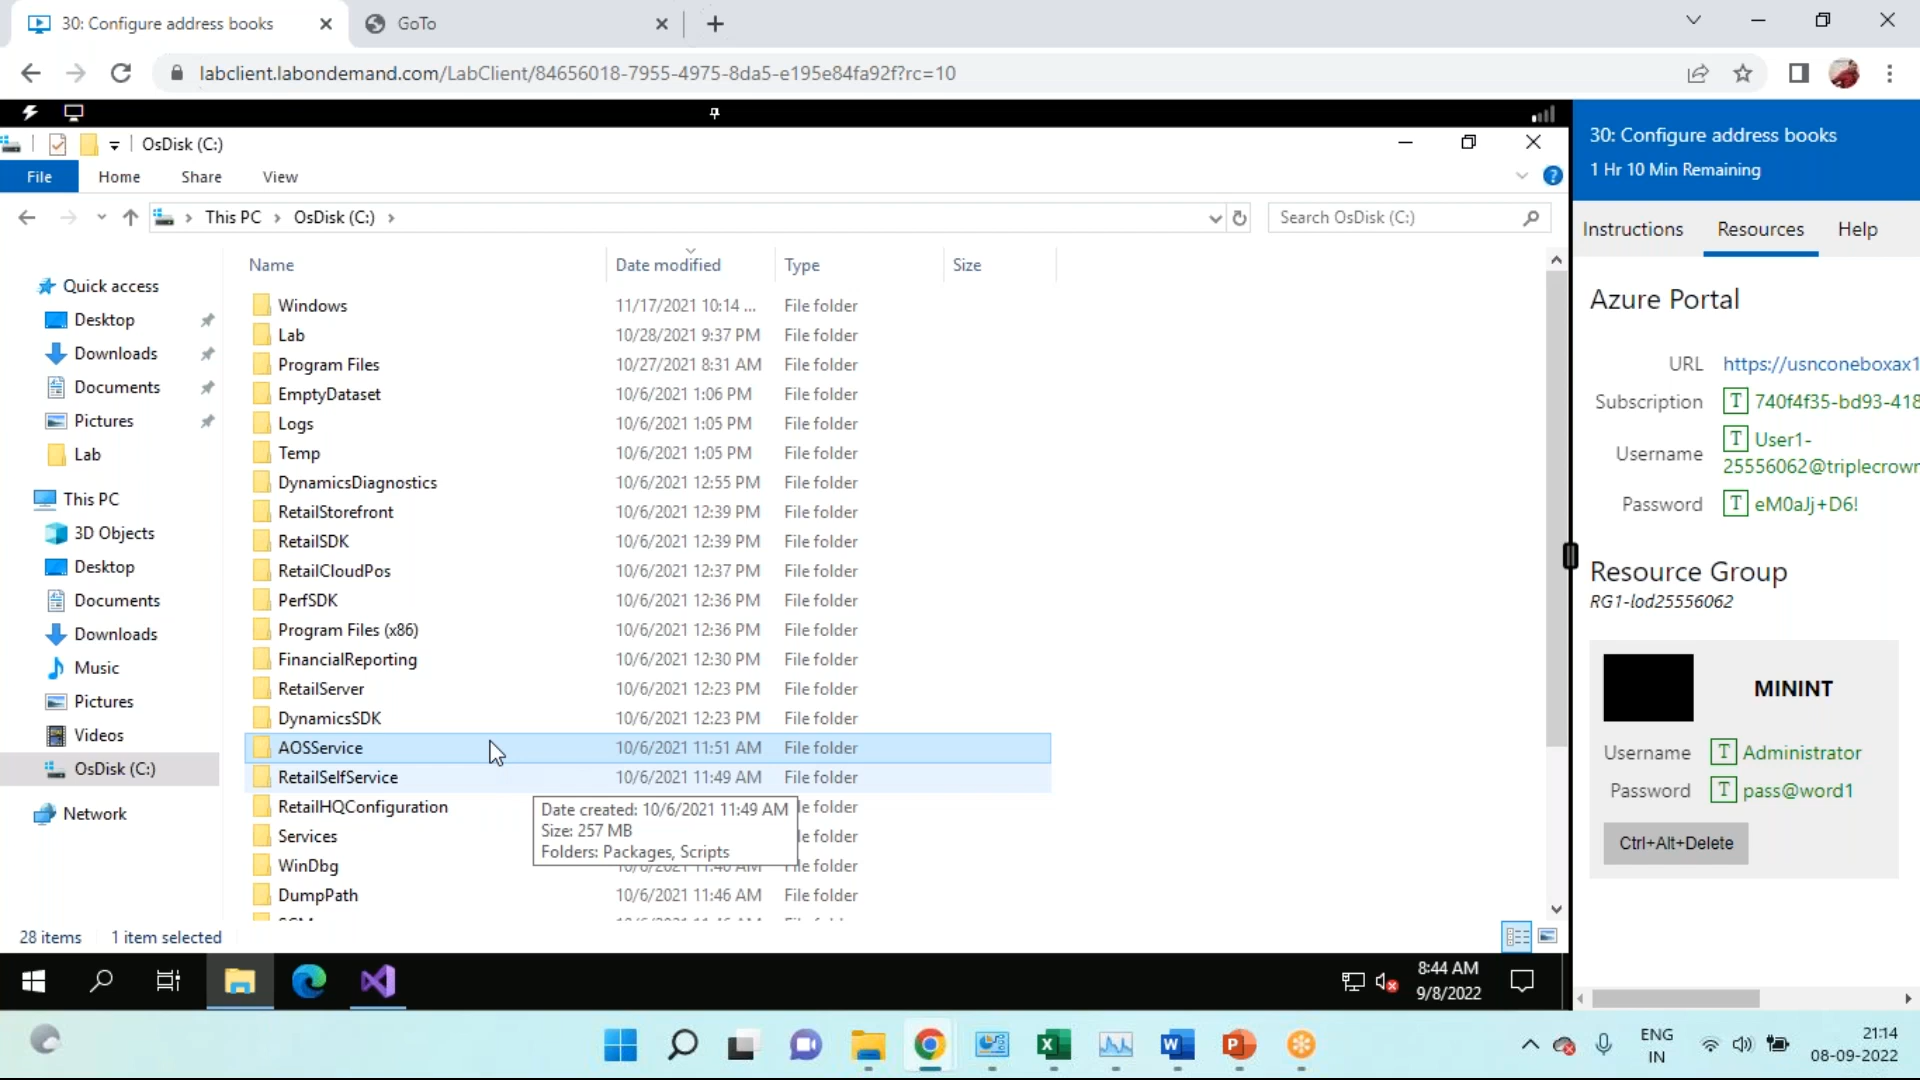 30: Configure address books
GoTo
labclient.labondemand.com/LabClient/84656018-7955-4975-8da5-e195e84fa92f?rc=10
OsDisk (C:)
File Home Share View
This PC OsDisk (C:)
Search OsDisk (C:)
Quick access
Desktop
Downloads
Documents
Pictures
Lab
This PC
3D Objects
Desktop
Documents
Downloads
Music
Pictures
Videos
OsDisk (C:)
Network
Name Date modified Type Size
Windows 11/17/2021 10:14 ... File folder
Lab 10/28/2021 9:37 PM File folder
Program Files 10/27/2021 8:31 AM File folder
EmptyDataset 10/6/2021 1:06 PM File folder
Logs 10/6/2021 1:05 PM File folder
Temp 10/6/2021 1:05 PM File folder
DynamicsDiagnostics 10/6/2021 12:55 PM File folder
RetailStorefront 10/6/2021 12:39 PM File folder
RetailSDK 10/6/2021 12:39 PM File folder
RetailCloudPos 10/6/2021 12:37 PM File folder
PerfSDK 10/6/2021 12:36 PM File folder
Program Files (x86) 10/6/2021 12:36 PM File folder
FinancialReporting 10/6/2021 12:30 PM File folder
RetailServer 10/6/2021 12:23 PM File folder
DynamicsSDK 10/6/2021 12:23 PM File folder
AOSService 10/6/2021 11:51 AM File folder
RetailSelfService 10/6/2021 11:49 AM File folder
RetailHQConfiguration
Services
WinDbg
DumpPath 10/6/2021 11:46 AM File folder
Date created: 10/6/2021 11:49 AM
Size: 257 MB
Folders: Packages, Scripts
28 items 1 item selected
8:44 AM
9/8/2022
30: Configure address books
1 Hr 10 Min Remaining
Instructions Resources Help
Azure Portal
URL https://usnconeboxax1
Subscription T 740f4f35-bd93-418
Username T User1-
25556062@triplecrown
Password T eM0aJj+D6!
Resource Group
RG1-lod25556062
MININT
Username T Administrator
Password T pass@word1
Ctrl+Alt+Delete
ENG
IN
21:14
08-09-2022